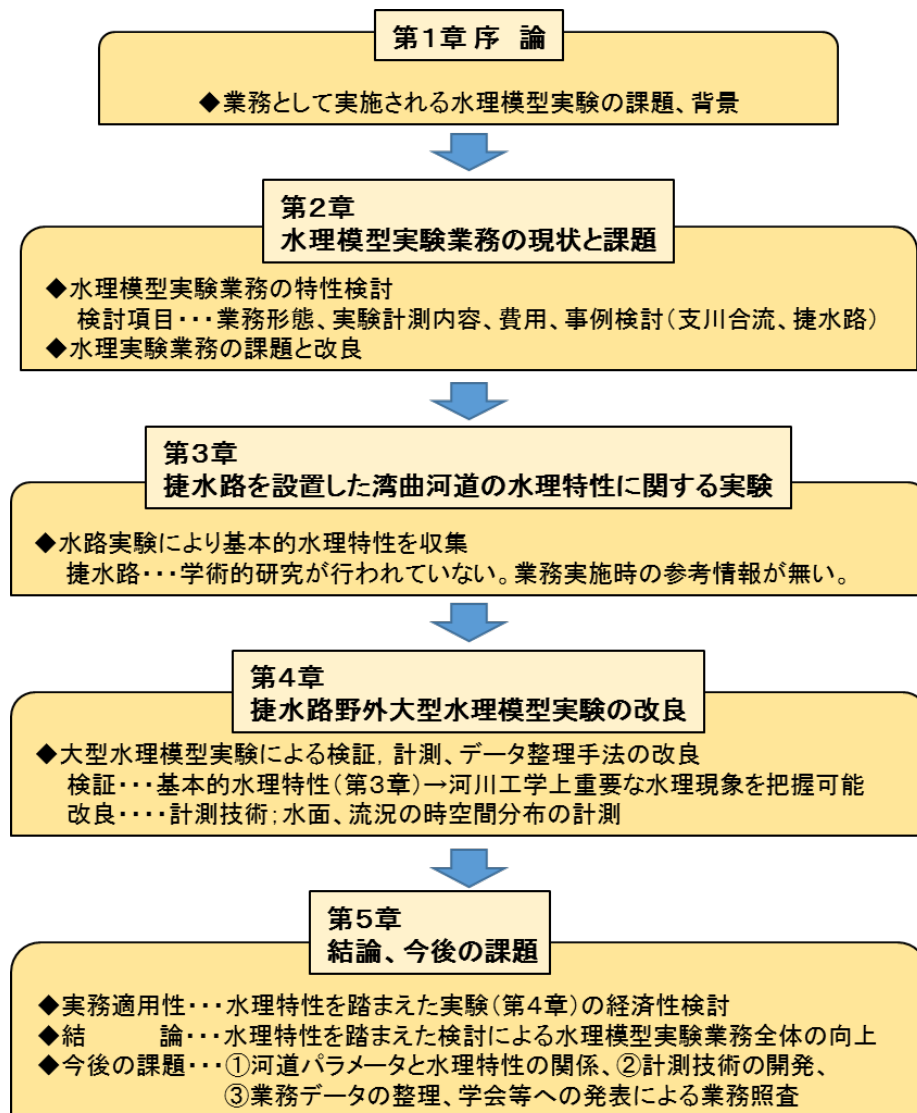 第1章 序　論
◆業務として実施される水理模型実験の課題、背景
第2章
水理模型実験業務の現状と課題
◆水理模型実験業務の特性検討
検討項目・・・業務形態、実験計測内容、費用、事例検討（支川合流、捷水路）
◆水理実験業務の課題と改良
第3章
捷水路を設置した湾曲河道の水理特性に関する実験
◆水路実験により基本的水理特性を収集
捷水路・・・学術的研究が行われていない。業務実施時の参考情報が無い。
第4章
捷水路野外大型水理模型実験の改良
◆大型水理模型実験による検証，計測、データ整理手法の改良
検証・・・基本的水理特性（第3章）→河川工学上重要な水理現象を把握可能
改良・・・・計測技術；水面、流況の時空間分布の計測
第5章
結論、今後の課題
◆実務適用性・・・水理特性を踏まえた実験（第4章）の経済性検討
◆結　　　論・・・水理特性を踏まえた検討による水理模型実験業務全体の向上
◆今後の課題・・・①河道パラメータと水理特性の関係、②計測技術の開発、
③業務データの整理、学会等への発表による業務照査